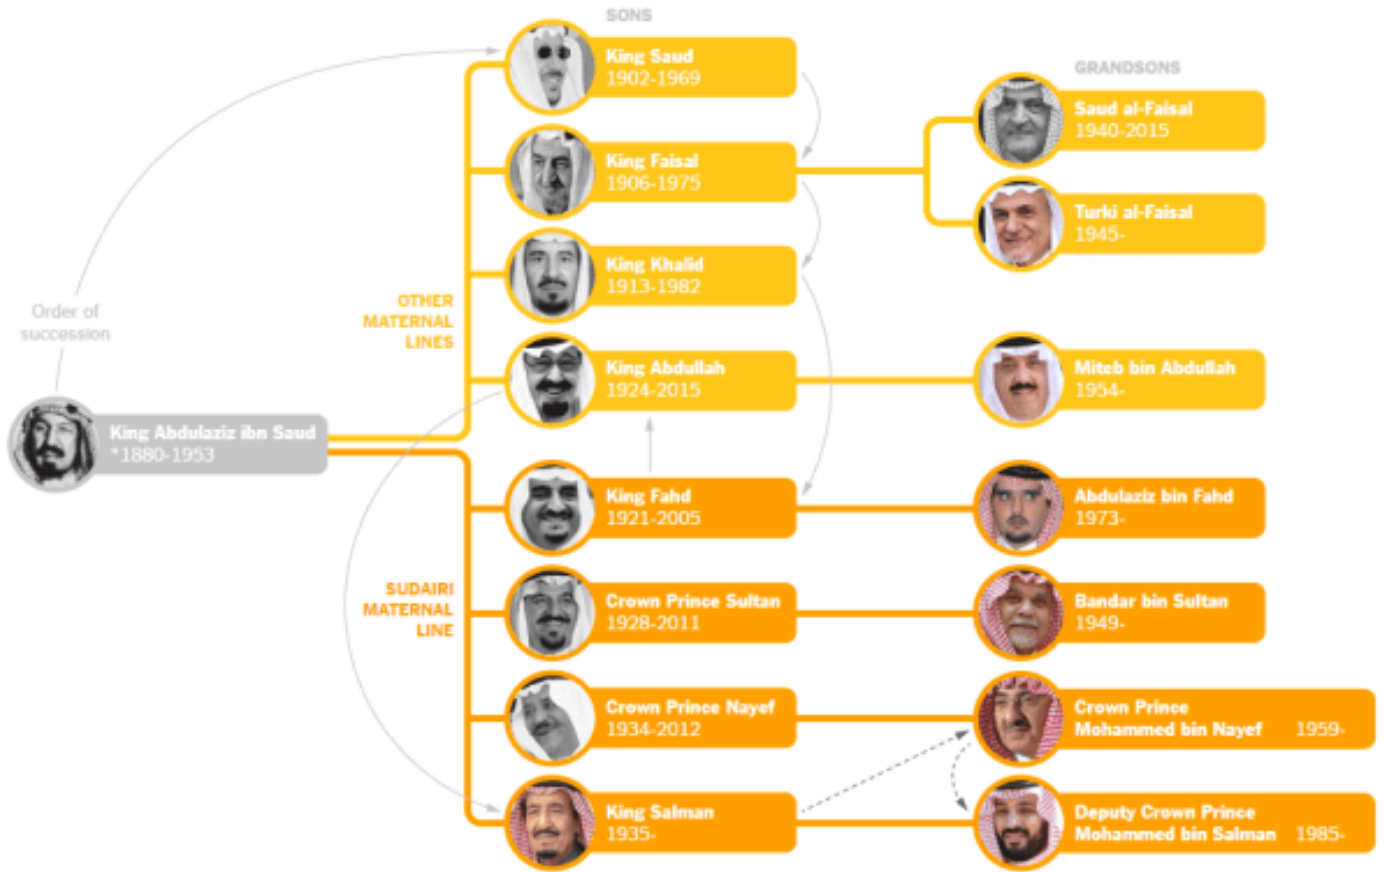 SONS
King Saud
1902-1969
GRANDSONS
Saud al-Faisal
1940-2015
King Faisal
1906-1975
Turki al-Faisal
1945-
King Khalid
1913-1982
OTHER
MATERNAL
LINES
Order of
succession
King Abdullah
1924-2015
Miteb bin Abdullah
1954-
King Abdulaziz ibn Saud
*1880-1953
King Fahd
1921-2005
Abdulaziz bin Fahd
1973-
SUDAIRI
MATERNAL
LINE
Crown Prince Sultan
1928-2011
Bandar bin Sultan
1949-
Crown Prince Nayef
1934-2012
Crown Prince
Mohammed bin Nayef 1959-
King Salman
1935-
Deputy Crown Prince
Mohammed bin Salman 1985-